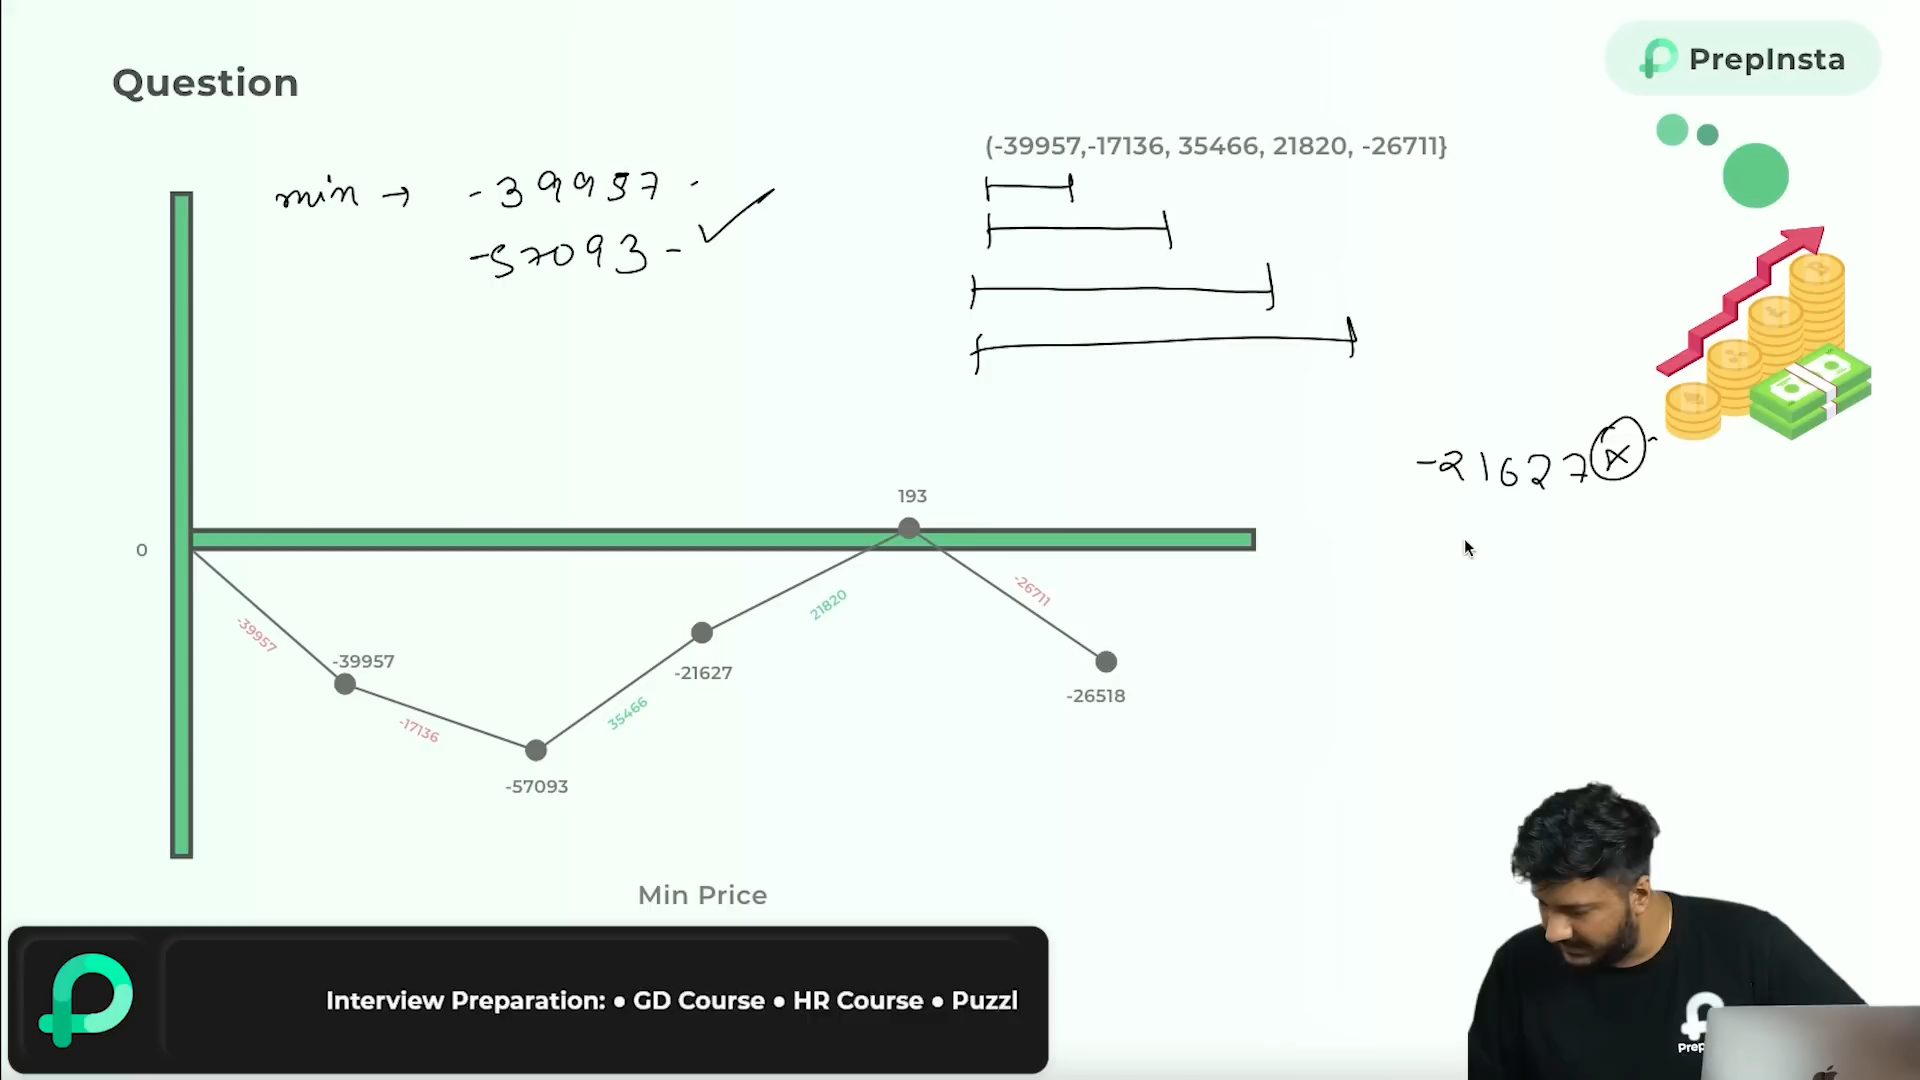 Question
PrepInsta
(-39957,-17136, 35466, 21820, -26711}
min → -39957 -
-57093 - ✓
-21627
193
0
-39957
-39957
-17136
-57093
35466
-21627
21820
-26711
-26518
Min Price
Interview Preparation: ● GD Course ● HR Course ● Puzzl
Prep